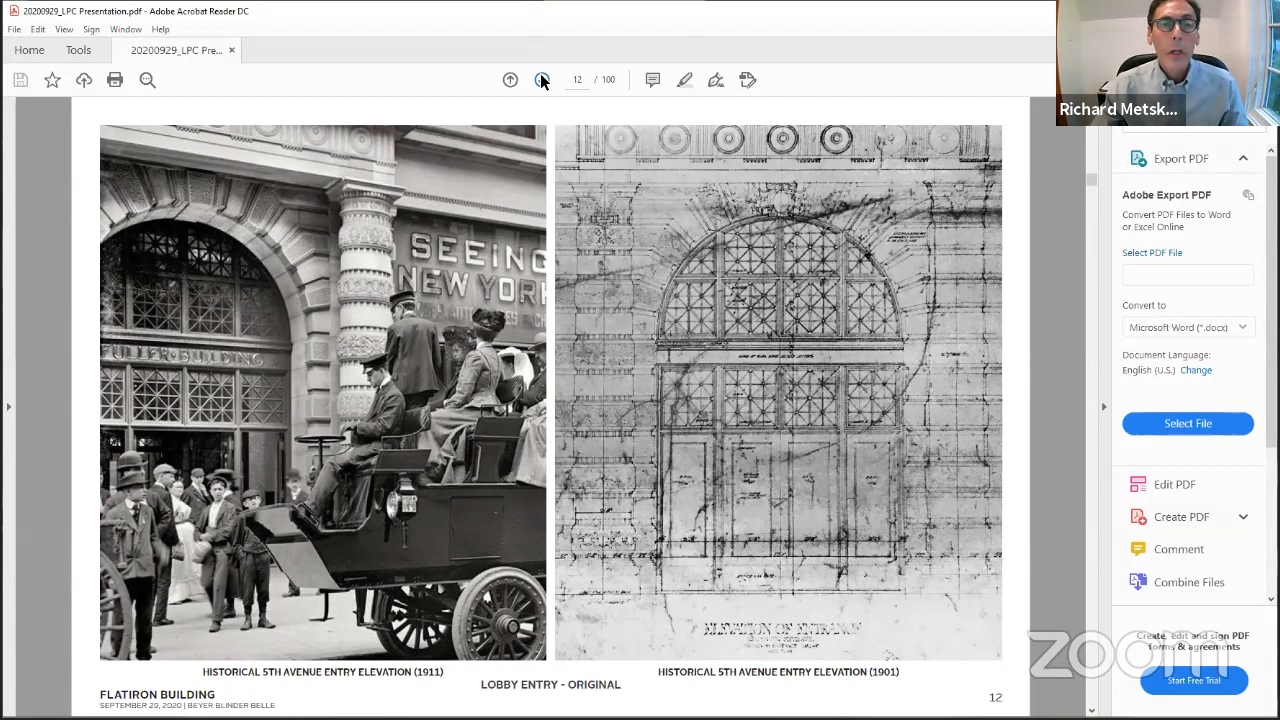 20200929_LPC Presentation.pdf - Adobe Acrobat Reader DC
File Edit View Sign Window Help
Home Tools 20200929_LPC Pre... ×
12 / 100
Richard Metsk...
SEEING
NEW YORK
FULLER·BUILDING
ELEVATION OF ENTRANCE
HISTORICAL 5TH AVENUE ENTRY ELEVATION (1911)
HISTORICAL 5TH AVENUE ENTRY ELEVATION (1901)
LOBBY ENTRY - ORIGINAL
FLATIRON BUILDING
SEPTEMBER 29, 2020 | BEYER BLINDER BELLE
12
Export PDF
Adobe Export PDF
Convert PDF Files to Word
or Excel Online
Select PDF File
Convert to
Microsoft Word (*.docx)
Document Language:
English (U.S.) Change
Select File
Edit PDF
Create PDF
Comment
Combine Files
Create, edit and sign PDF
forms & agreements
Start Free Trial
zoom